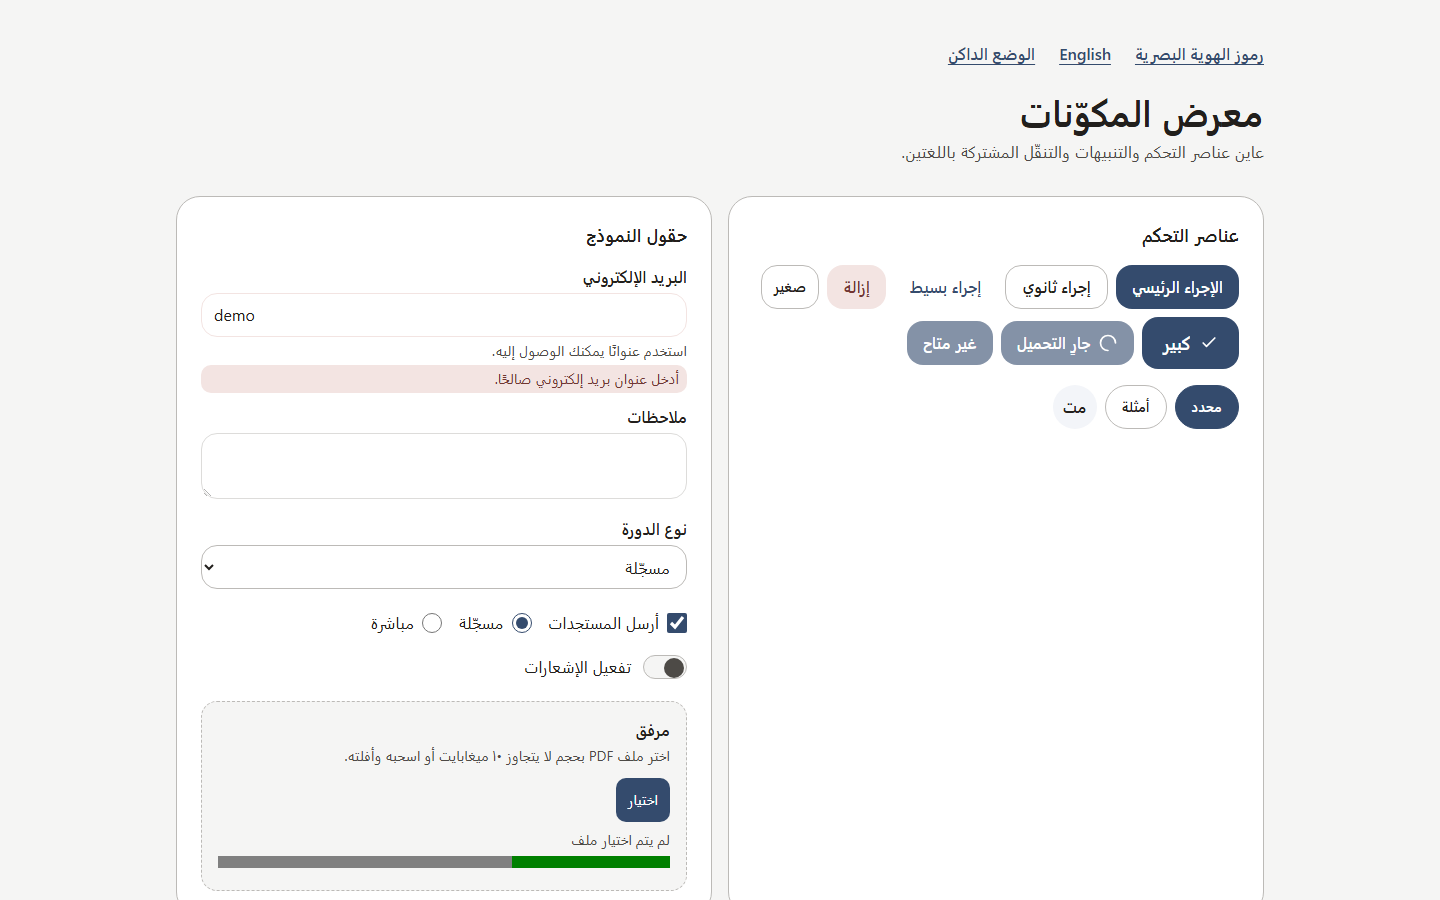 رموز الهوية البصرية English الوضع الداكن
معرض المكوّنات
عاين عناصر التحكم والتنبيهات والتنقّل المشتركة باللغتين.
عناصر التحكم
الإجراء الرئيسي إجراء ثانوي إجراء بسيط إزالة صغير
كبير جارٍ التحميل غير متاح
محدد أمثلة مت
حقول النموذج
البريد الإلكتروني
demo
استخدم عنوانًا يمكنك الوصول إليه.
أدخل عنوان بريد إلكتروني صالحًا.
ملاحظات
نوع الدورة
مسجّلة
أرسل المستجدات مسجّلة مباشرة
تفعيل الإشعارات
مرفق
اختر ملف PDF بحجم لا يتجاوز ١٠ ميغابايت أو اسحبه وأفلته.
اختيار
لم يتم اختيار ملف